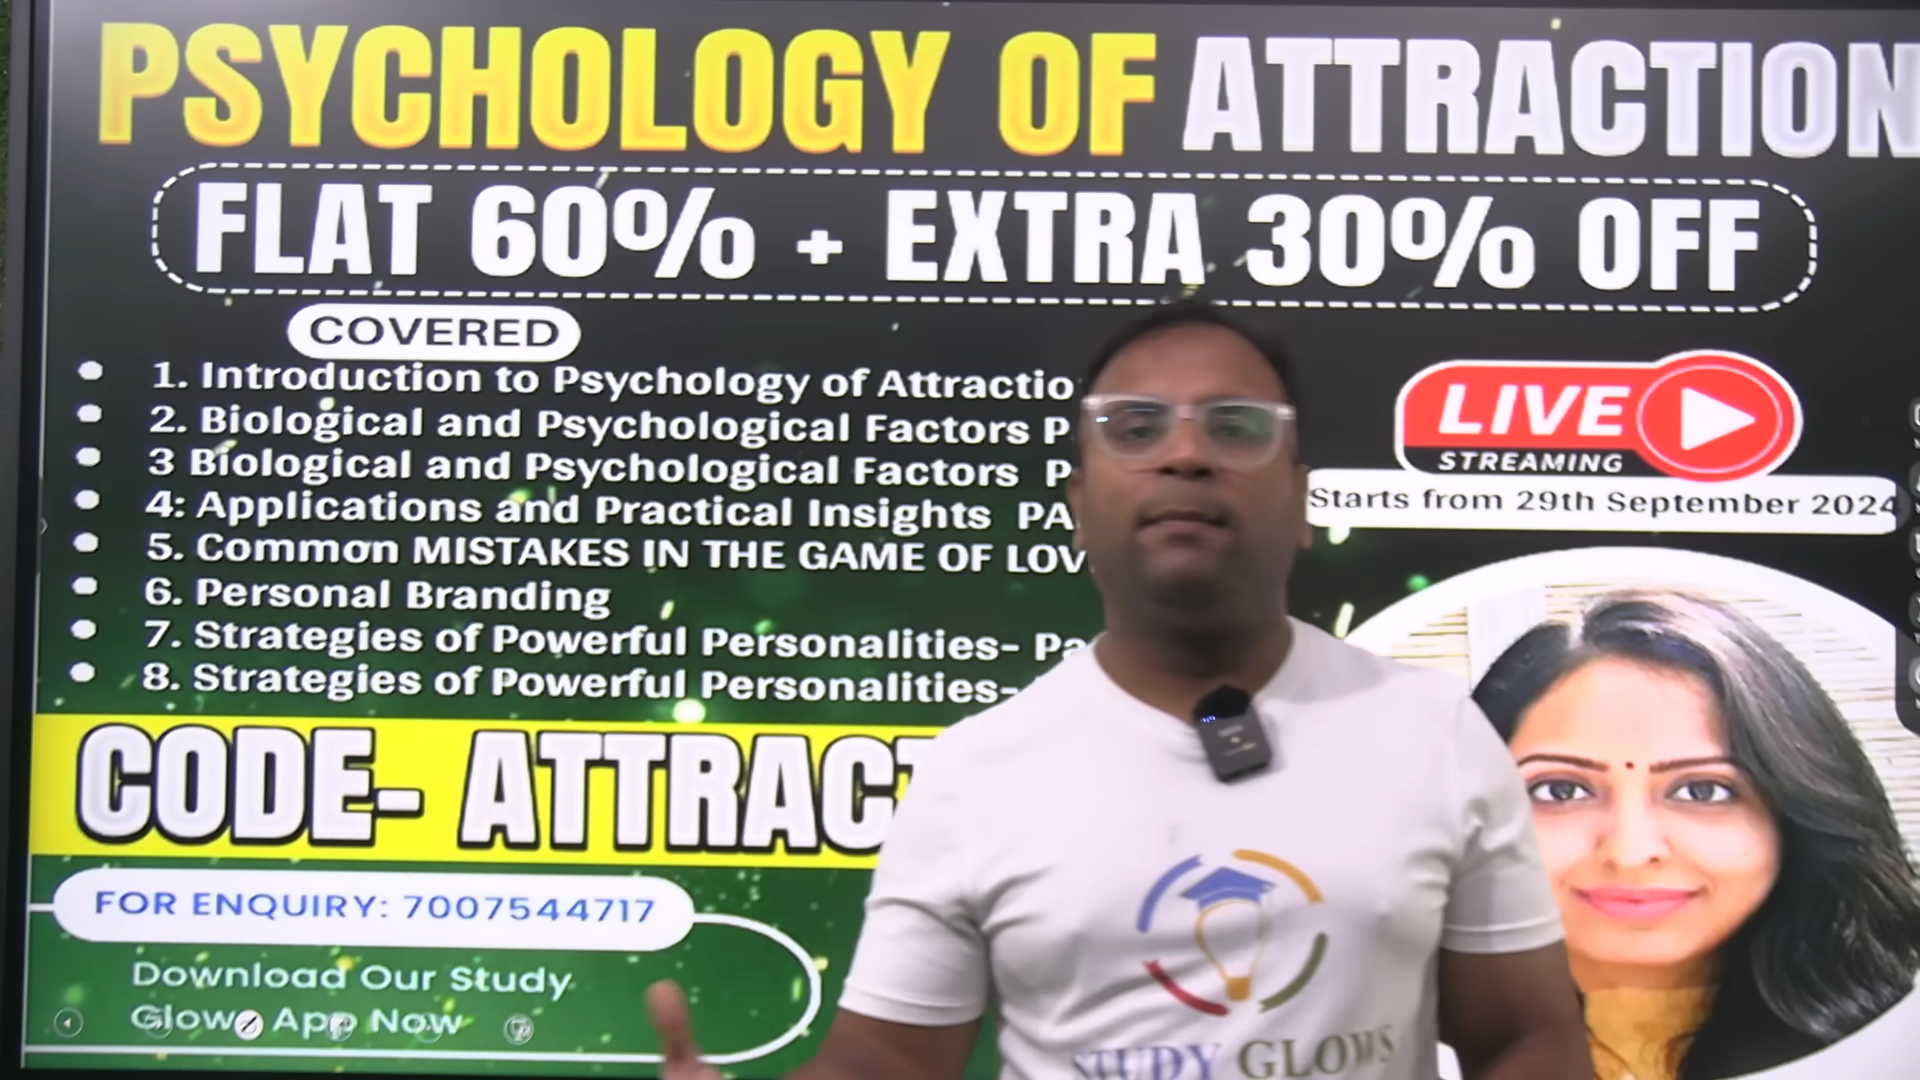 PSYCHOLOGY OF ATTRACTION
FLAT 60% + EXTRA 30% OFF
COVERED
1. Introduction to Psychology of Attractio
2. Biological and Psychological Factors P
3 Biological and Psychological Factors P
4: Applications and Practical Insights PA
5. Common MISTAKES IN THE GAME OF LOV
6. Personal Branding
7. Strategies of Powerful Personalities- Pa
8. Strategies of Powerful Personalities-
LIVE
STREAMING
Starts from 29th September 2024
CODE- ATTRACT
FOR ENQUIRY: 7007544717
Download Our Study
Glows App Now
STUDY GLOWS